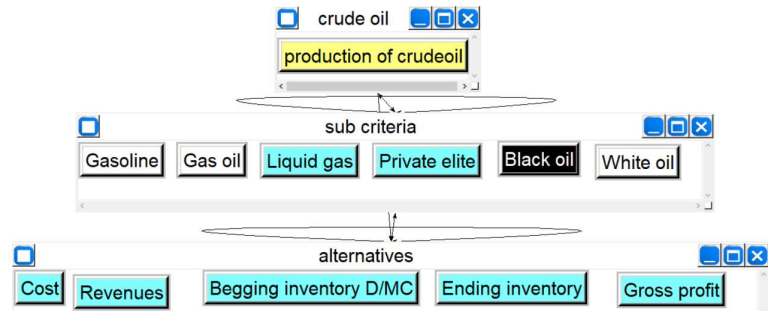 crude oil
production of crudeoil
sub criteria
Gasoline Gas oil Liquid gas Private elite Black oil White oil
alternatives
Cost Revenues Begging inventory D/MC Ending inventory Gross profit